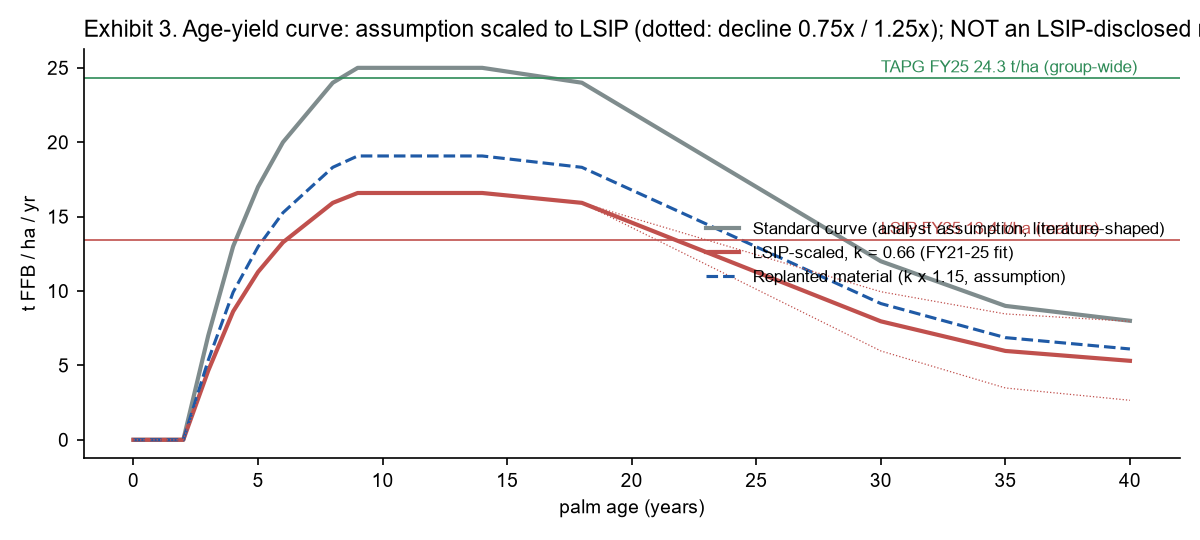 Exhibit 3. Age-yield curve: assumption scaled to LSIP (dotted: decline 0.75x / 1.25x); NOT an LSIP-disclosed
TAPG FY25 24.3 t/ha (group-wide)
Standard curve (analyst assumption, literature-shaped)
LSIP-scaled, k = 0.66 (FY21-25 fit)
Replanted material (k x 1.15, assumption)
t FFB / ha / yr
25
20
15
10
5
0
0 5 10 15 20 25 30 35 40
palm age (years)